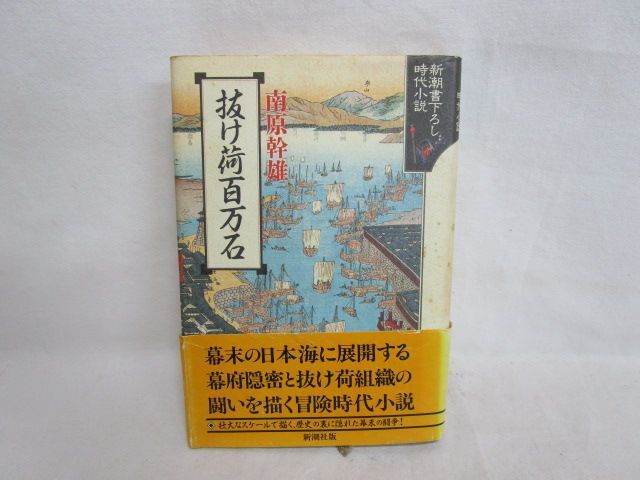 新潮書下ろし
時代小説
南原幹雄
抜け荷百万石
幕末の日本海に展開する
幕府隠密と抜け荷組織の
闘いを描く冒険時代小説
壮大なスケールで描く、歴史の裏に隠れた幕末の闘争!
新潮社版